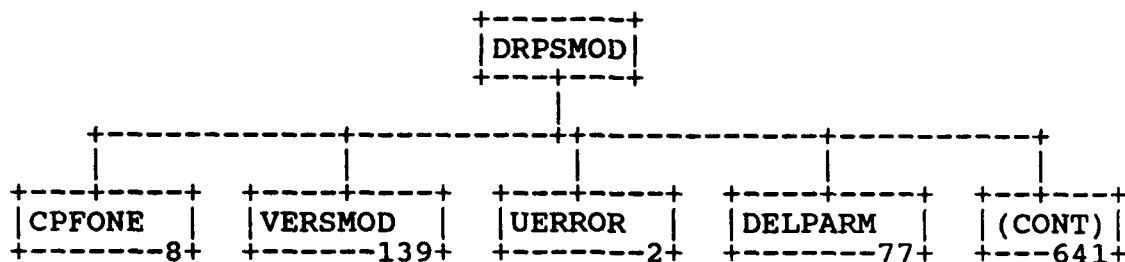 DRPSMOD
CPFONE VERSMOD UERROR DELPARM (CONT)
8 139 2 77 641